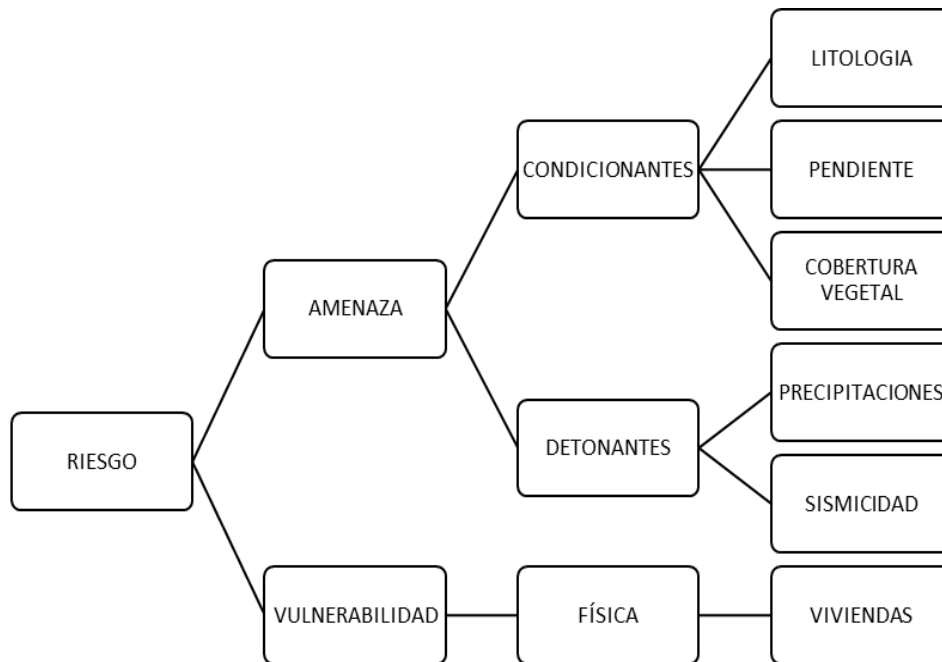 LITOLOGIA
CONDICIONANTES
PENDIENTE
COBERTURA
VEGETAL
AMENAZA
PRECIPITACIONES
DETONANTES
RIESGO
SISMICIDAD
VULNERABILIDAD
FÍSICA
VIVIENDAS